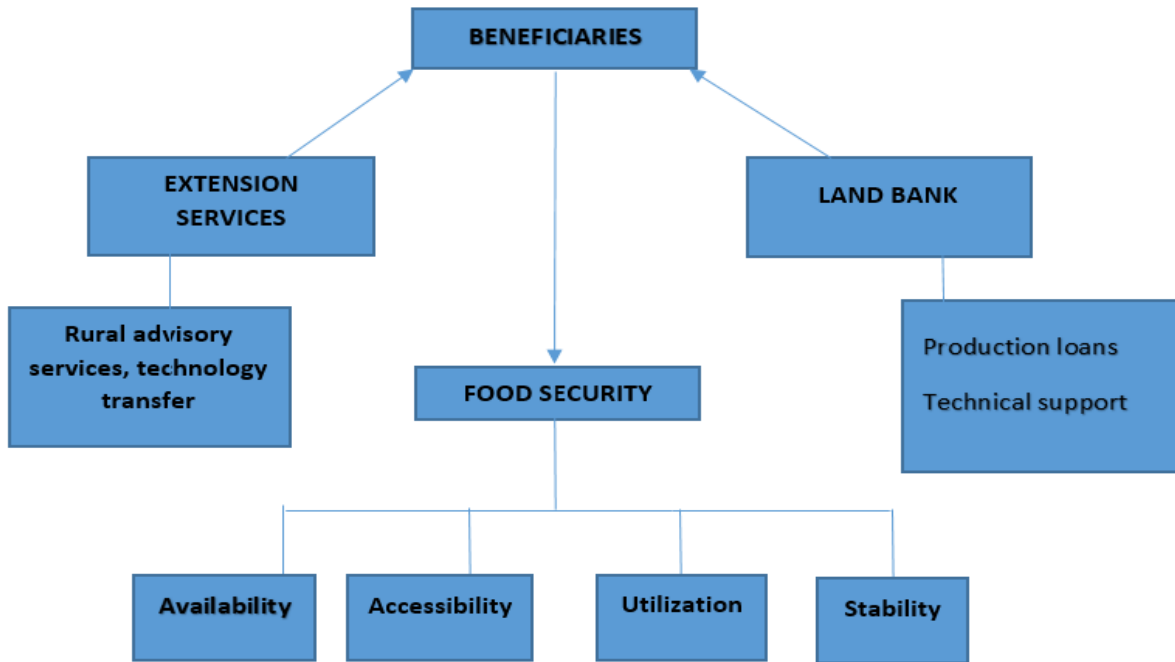 BENEFICIARIES
EXTENSION
SERVICES
LAND BANK
Rural advisory
services, technology
transfer
Production loans
Technical support
FOOD SECURITY
Availability
Accessibility
Utilization
Stability